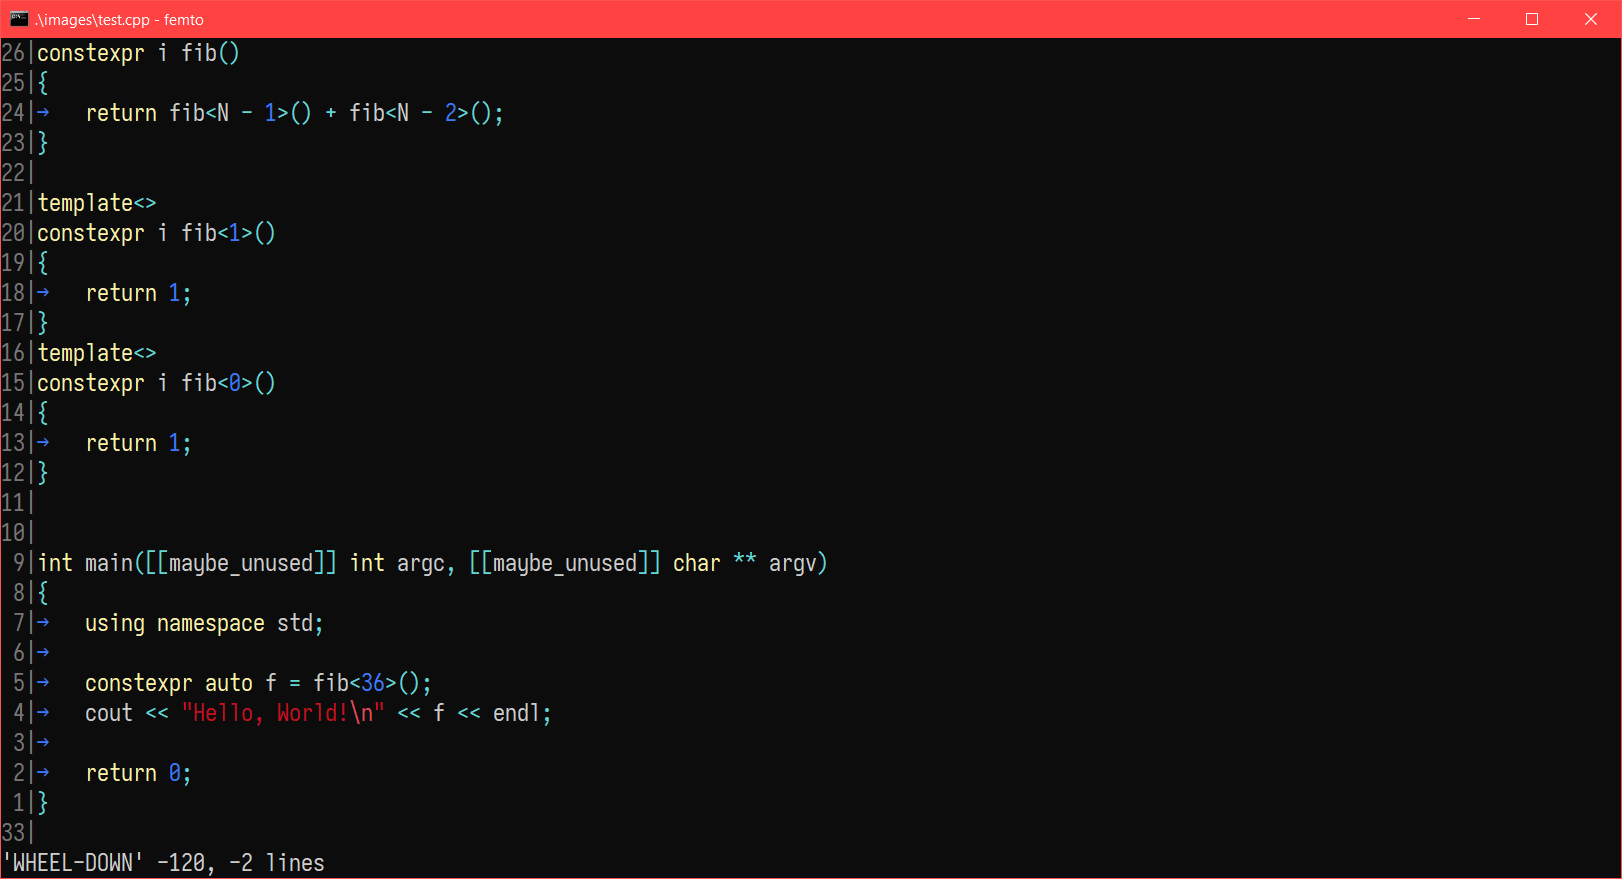 .\images\test.cpp - femto
26|constexpr i fib()
25|{
24|→   return fib<N - 1>() + fib<N - 2>();
23|}
22|
21|template<>
20|constexpr i fib<1>()
19|{
18|→   return 1;
17|}
16|template<>
15|constexpr i fib<0>()
14|{
13|→   return 1;
12|}
11|
10|
 9|int main([[maybe_unused]] int argc, [[maybe_unused]] char ** argv)
 8|{
 7|→   using namespace std;
 6|→
 5|→   constexpr auto f = fib<36>();
 4|→   cout << "Hello, World!\n" << f << endl;
 3|→
 2|→   return 0;
 1|}
33|
'WHEEL-DOWN' -120, -2 lines